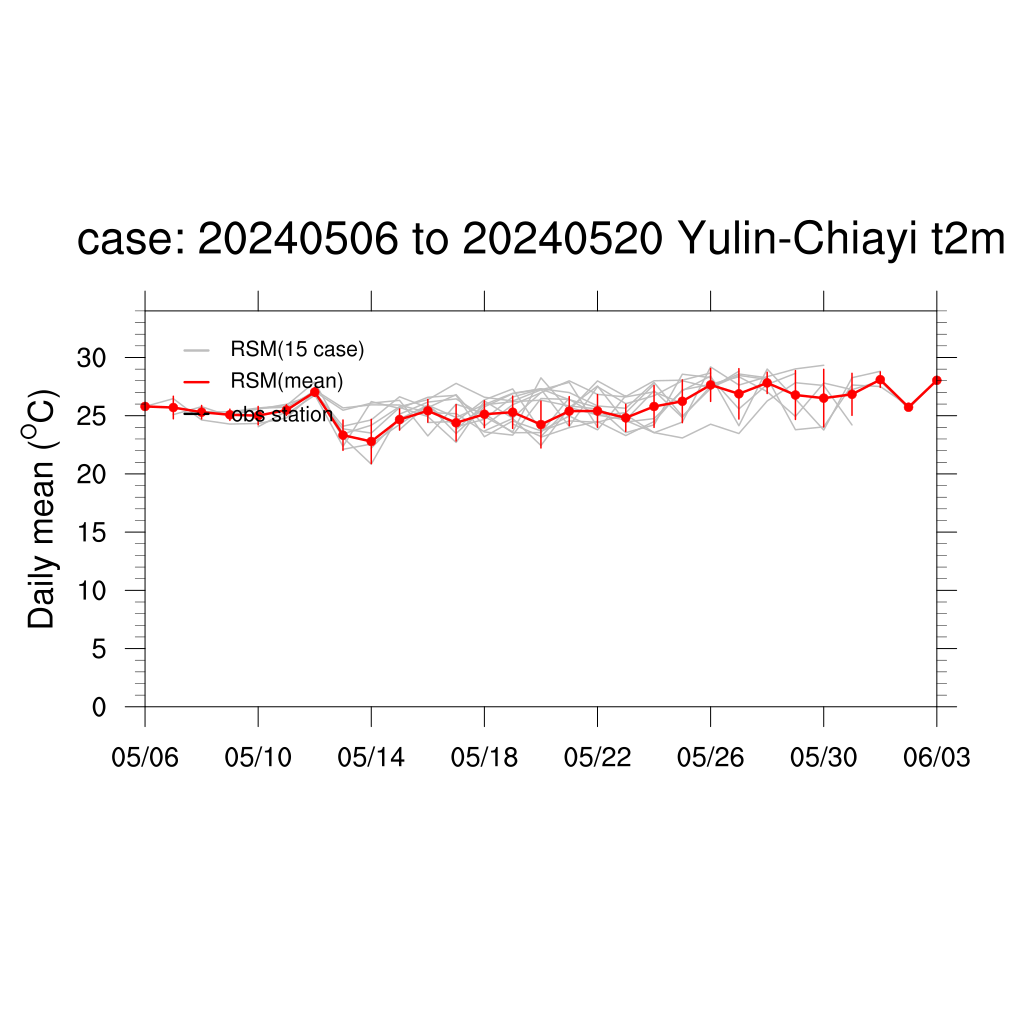 case: 20240506 to 20240520 Yulin-Chiayi t2m
RSM(15 case)
RSM(mean)
obs station
Daily mean (OC)
30
25
20
15
10
5
0
05/06 05/10 05/14 05/18 05/22 05/26 05/30 06/03